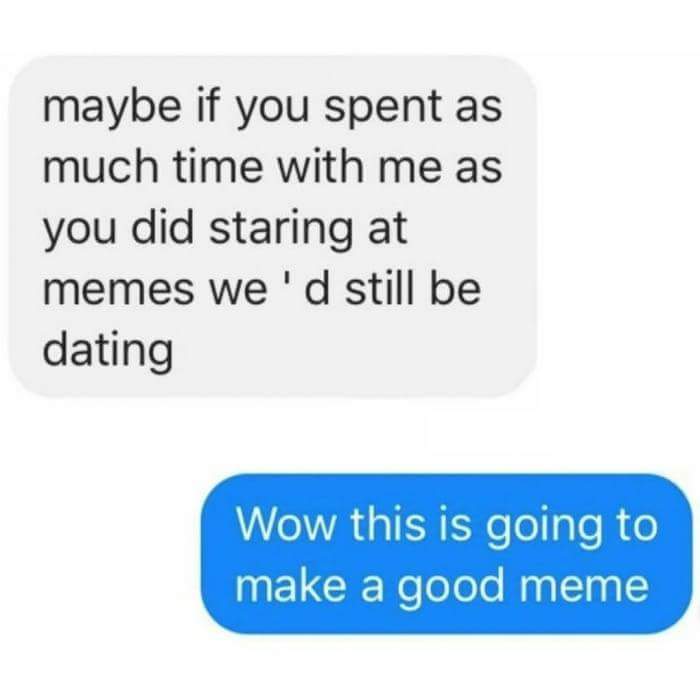 maybe if you spent as
much time with me as
you did staring at
memes we ' d still be
dating
Wow this is going to
make a good meme